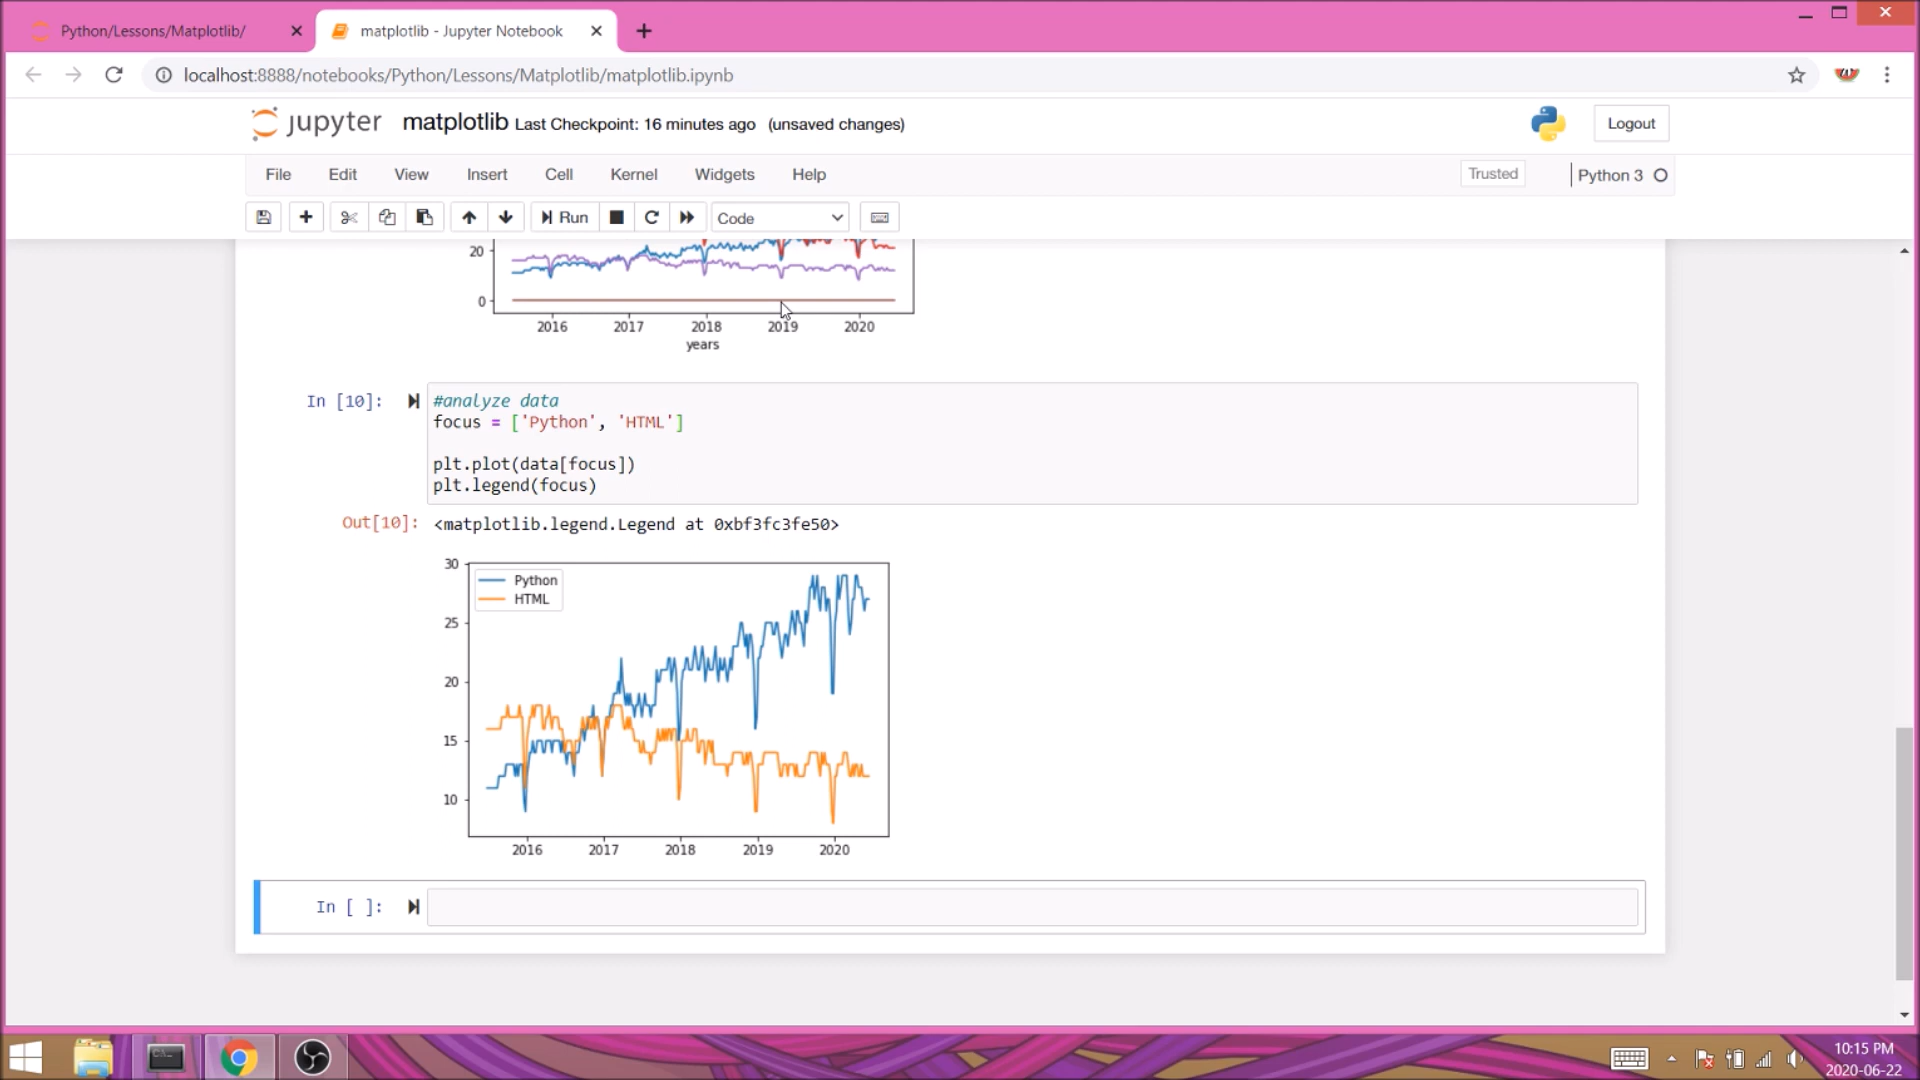 Python/Lessons/Matplotlib/
matplotlib - Jupyter Notebook
localhost:8888/notebooks/Python/Lessons/Matplotlib/matplotlib.ipynb
jupyter matplotlib Last Checkpoint: 16 minutes ago (unsaved changes)
Logout
File Edit View Insert Cell Kernel Widgets Help
Trusted
Python 3
Run
Code
20
0
2016 2017 2018 2019 2020
years
In [10]:
#analyze data
focus = ['Python', 'HTML']
plt.plot(data[focus])
plt.legend(focus)
Out[10]: <matplotlib.legend.Legend at 0xbf3fc3fe50>
30
25
20
15
10
Python
HTML
2016 2017 2018 2019 2020
In [ ]:
10:15 PM
2020-06-22